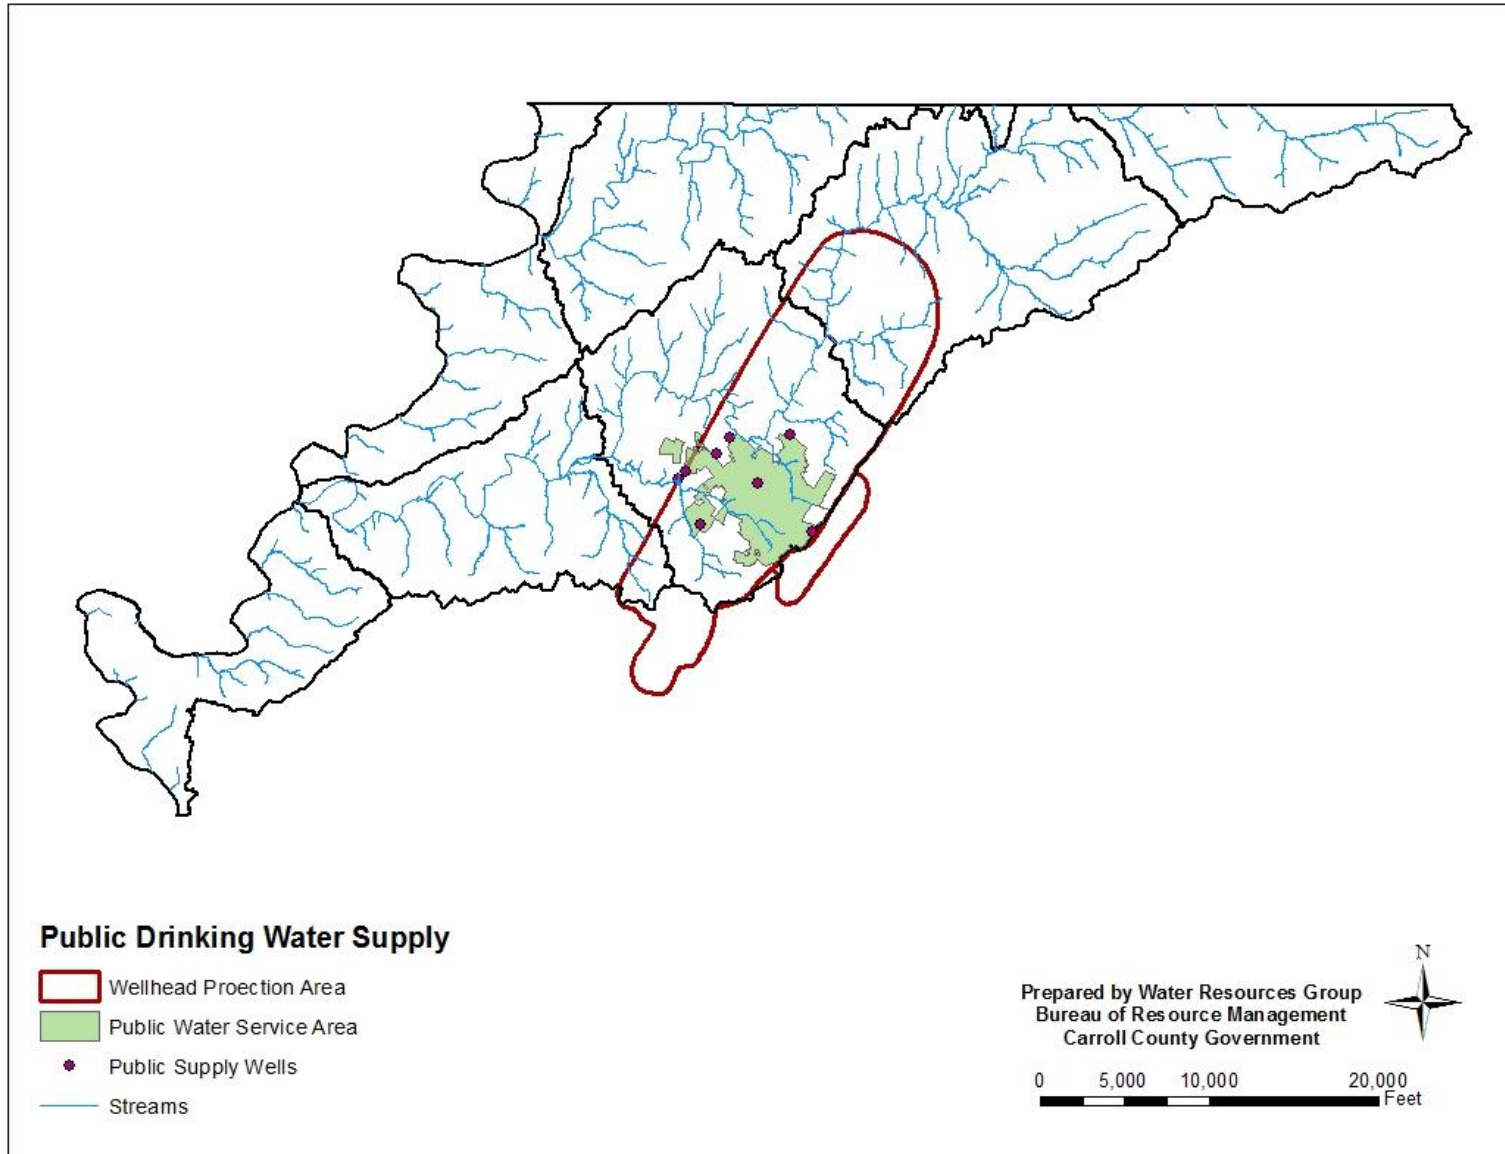 Public Drinking Water Supply
Wellhead Proection Area
Public Water Service Area
Public Supply Wells
Streams
N
Prepared by Water Resources Group
Bureau of Resource Management
Carroll County Government
0 5,000 10,000 20,000
Feet